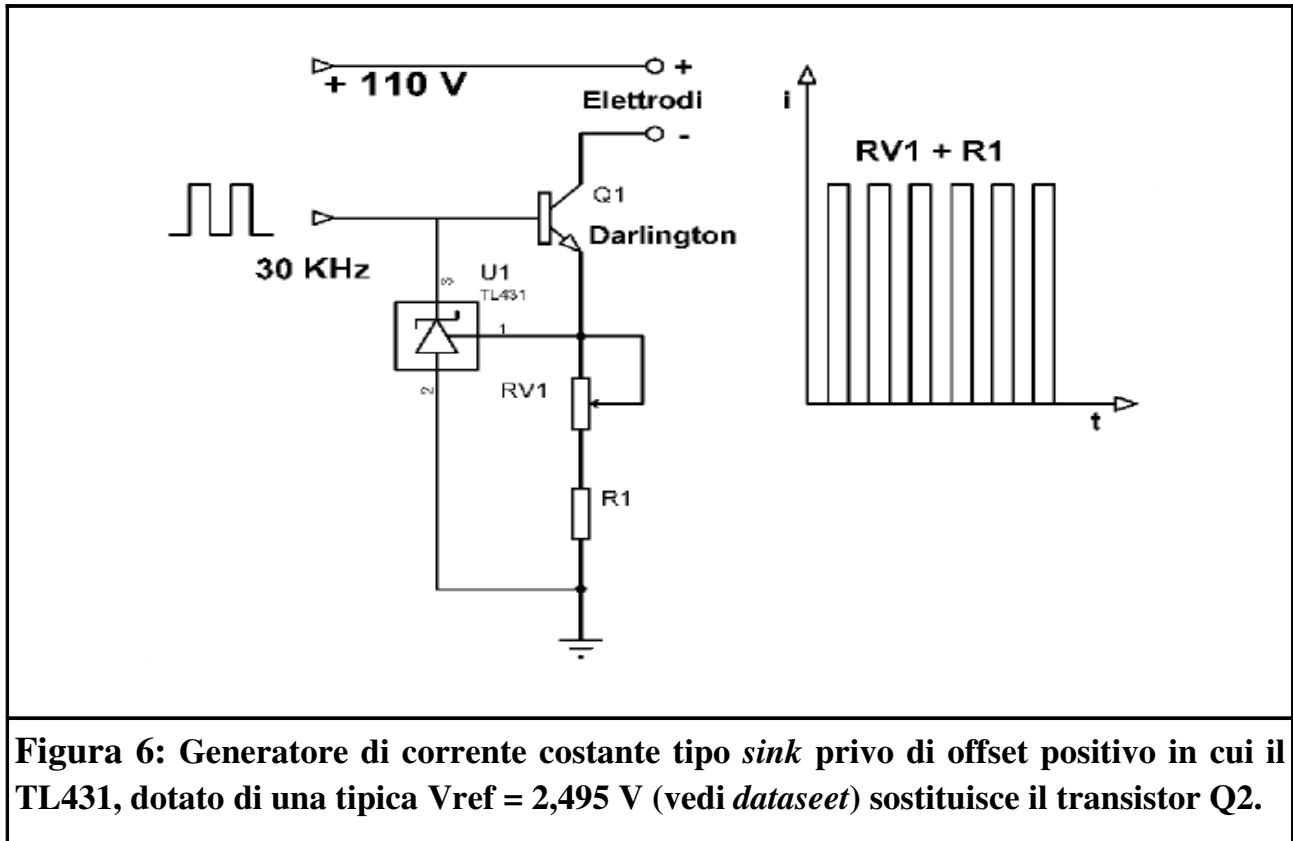 + 110 V
+
Elettrodi
-
i
RV1 + R1
Q1
Darlington
30 KHz
3
U1
TL431
1
2
RV1
t
R1
Figura 6: Generatore di corrente costante tipo sink privo di offset positivo in cui il
TL431, dotato di una tipica Vref = 2,495 V (vedi dataseet) sostituisce il transistor Q2.